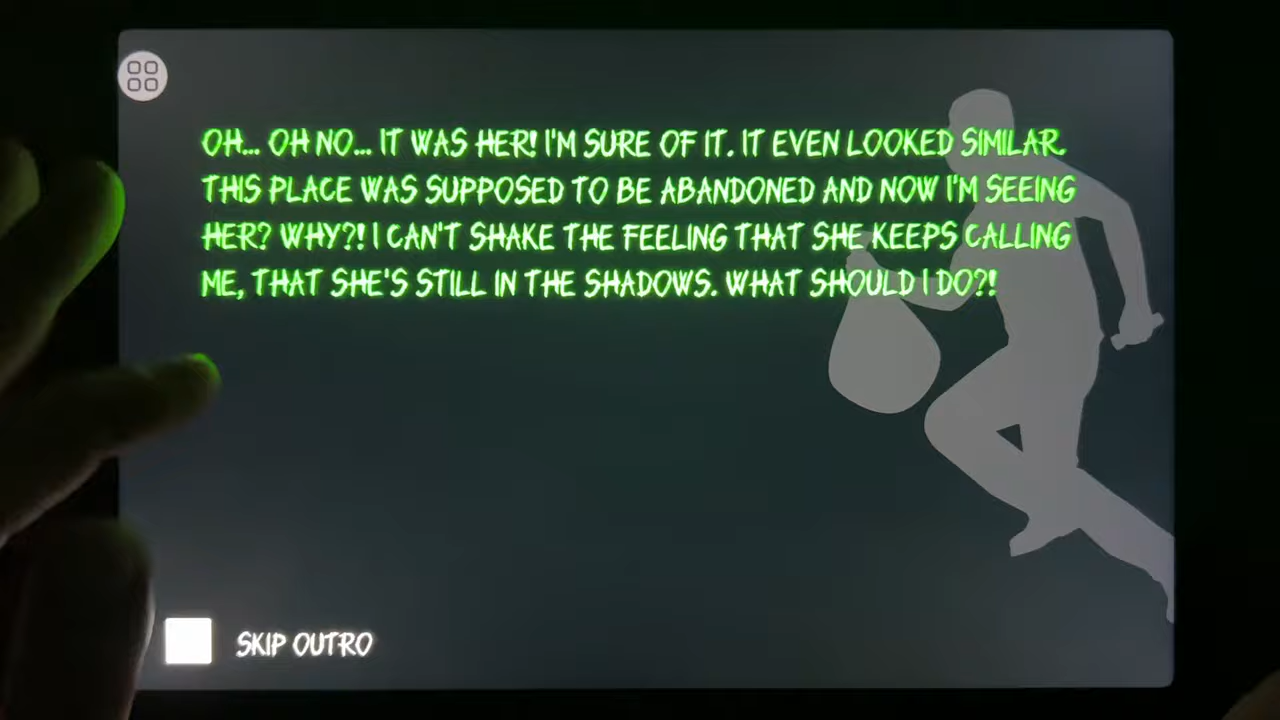 OH... OH NO... IT WAS HER! I'M SURE OF IT. IT EVEN LOOKED SIMILAR.
THIS PLACE WAS SUPPOSED TO BE ABANDONED AND NOW I'M SEEING
HER? WHY?! I CAN'T SHAKE THE FEELING THAT SHE KEEPS CALLING
ME, THAT SHE'S STILL IN THE SHADOWS. WHAT SHOULD I DO?!
SKIP OUTRO